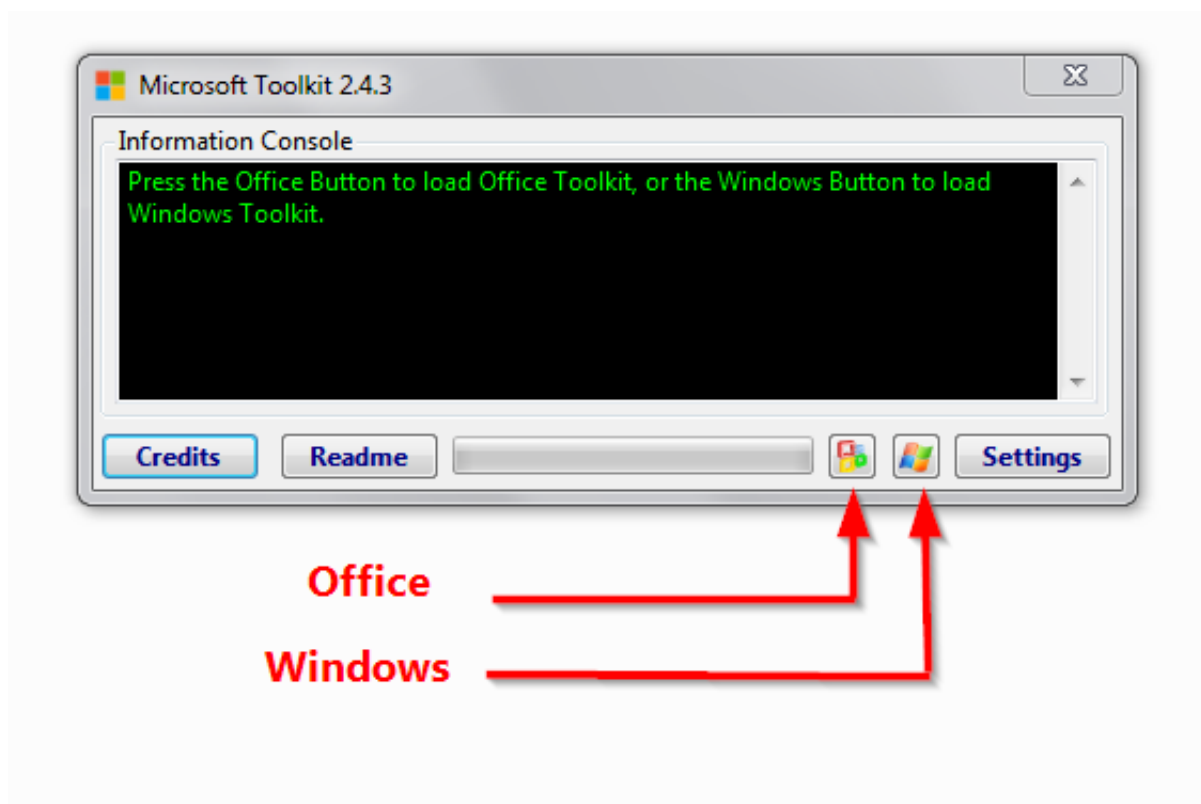 Microsoft Toolkit 2.4.3
Information Console
Press the Office Button to load Office Toolkit, or the Windows Button to load
Windows Toolkit.
Credits
Readme
Settings
Office
Windows